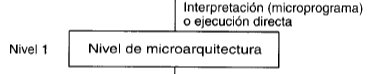 Interpretación (microprograma)
o ejecución directa
Nivel 1
Nivel de microarquitectura